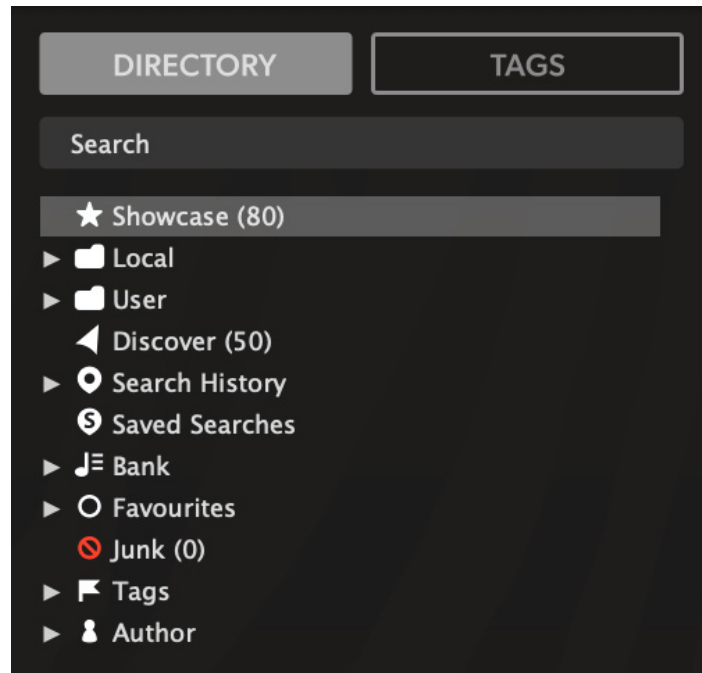 DIRECTORY TAGS
Search
Showcase (80)
Local
User
Discover (50)
Search History
Saved Searches
Bank
Favourites
Junk (0)
Tags
Author